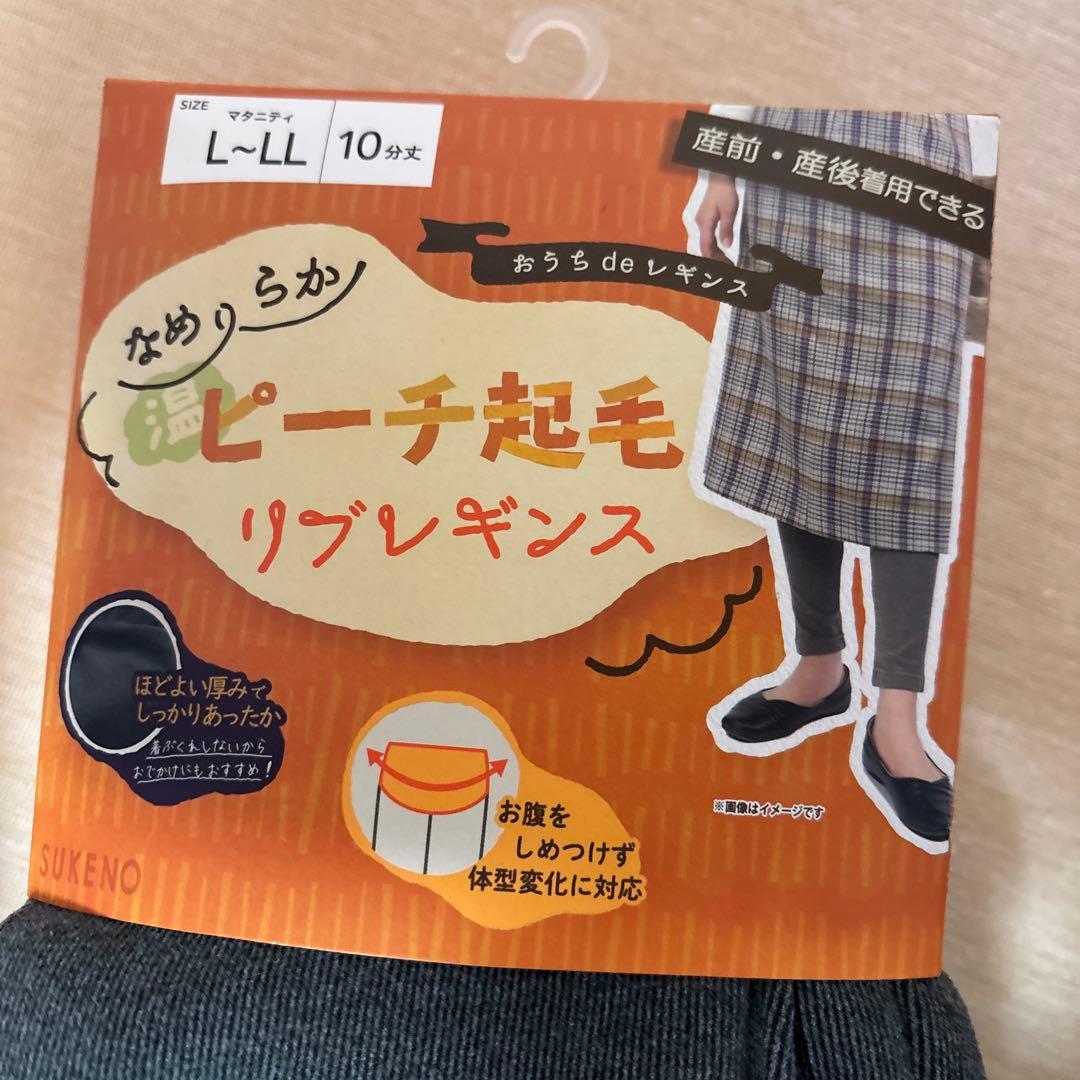 SIZE
マタニティ
L~LL
10分丈
産前・産後着用できる
おうちdeレギンス
なめらか
温
ピーチ起毛
リブレギンス
ほどよい厚みで
しっかりあったか
着ぶくれしないから
おでかけにもおすすめ!
お腹を
しめつけず
体型変化に対応
※画像はイメージです
SUKENO